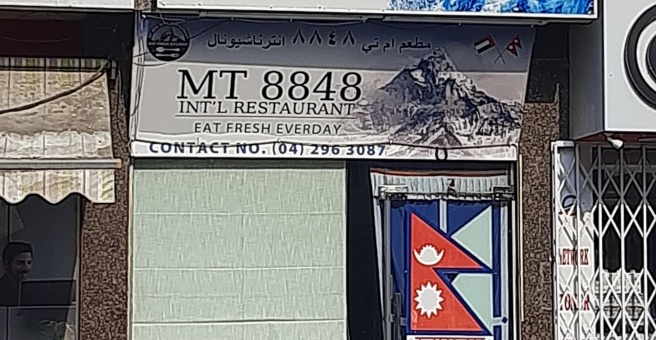 مطعم ام تي ٨٨٤٨ انترناشيونال
MT 8848
INT'L RESTAURANT
EAT FRESH EVERDAY
CONTACT NO. (04) 296 3087